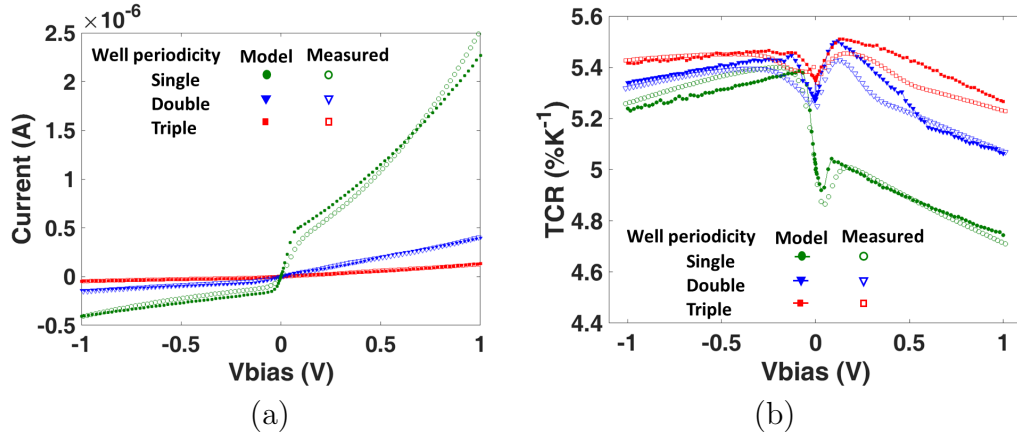 ×10⁻⁶
2.5
2
1.5
1
0.5
0
-0.5
Current (A)
Well periodicity Model Measured
Single
Double
Triple
-1 -0.5 0 0.5 1
Vbias (V)
(a)
5.6
5.4
5.2
5
4.8
4.6
4.4
TCR (%K⁻¹)
Well periodicity Model Measured
Single
Double
Triple
-1 -0.5 0 0.5 1
Vbias (V)
(b)